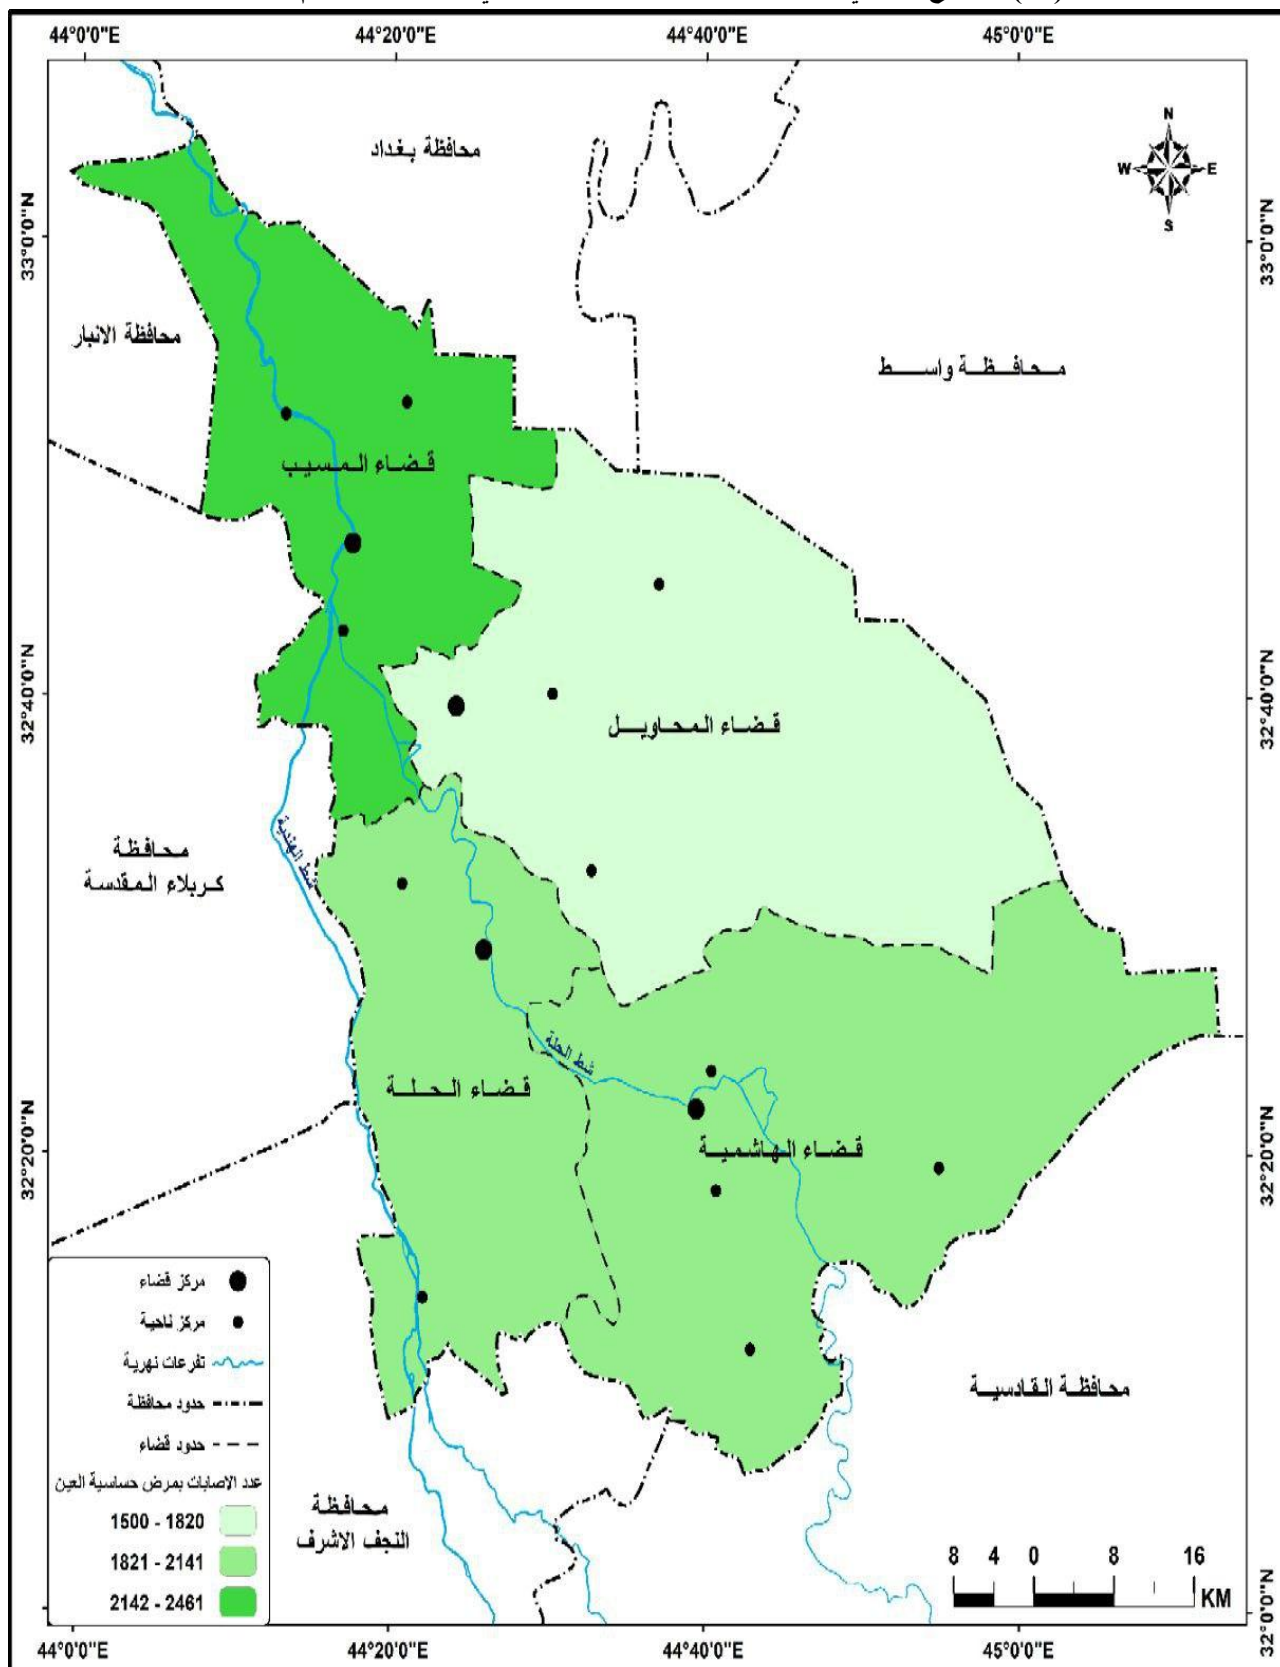 44°0'0"E 44°20'0"E 44°40'0"E 45°0'0"E
محافظة بغداد
N
W E
S
33°0'0"N 33°0'0"N
محافظة الانبار
محافظة واسط
قضاء المسيب
32°40'0"N 32°40'0"N
قضاء المحاويل
شط الهندية
محافظة
كربلاء المقدسة
شط الحلة
قضاء الحلة
قضاء الهاشمية
32°20'0"N 32°20'0"N
محافظة القادسية
محافظة
النجف الاشرف
مركز قضاء
مركز ناحية
تفرعات نهرية
حدود محافظة
حدود قضاء
عدد الاصابات بمرض حساسية العين
1500 - 1820
1821 - 2141
2142 - 2461
8 4 0 8 16
KM
32°0'0"N
44°0'0"E 44°20'0"E 44°40'0"E 45°0'0"E